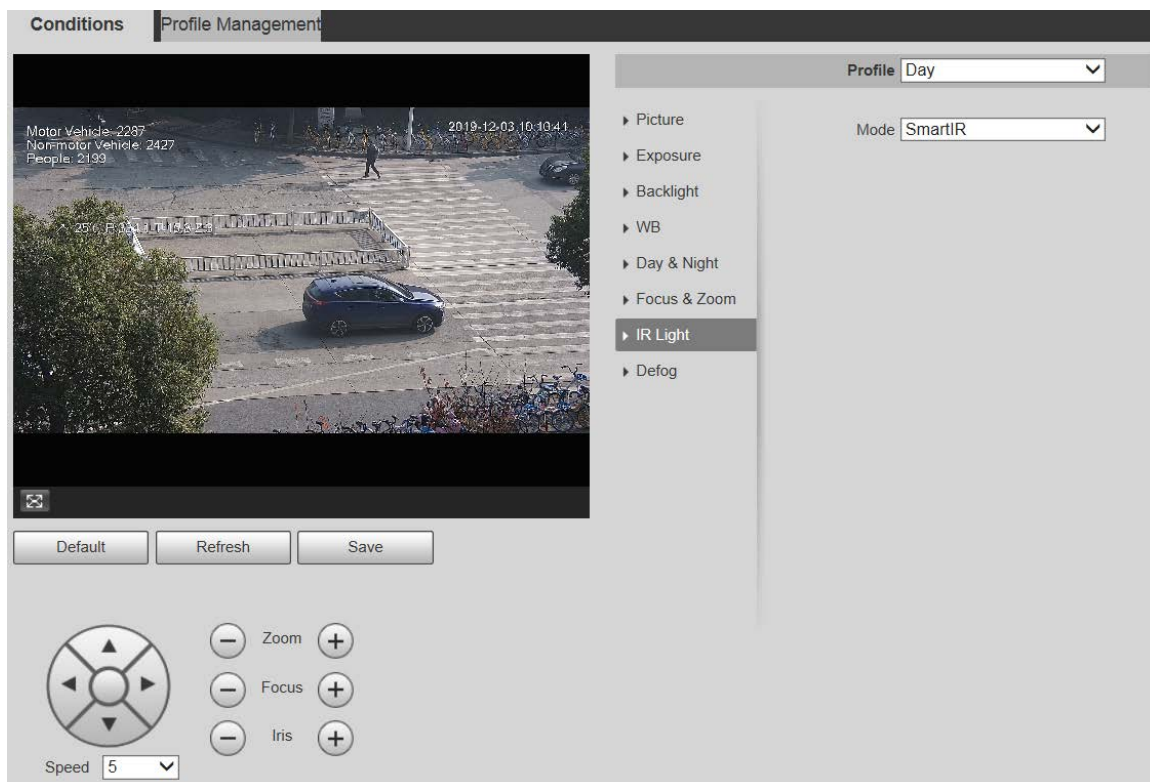 Conditions
Profile Management
Profile Day
Motor Vehicle: 2287
Non-motor Vehicle: 2427
People: 2199
2019-12-03 10:13:41
Picture
Exposure
Backlight
WB
Day & Night
Focus & Zoom
IR Light
Defog
Mode SmartIR
Default
Refresh
Save
Zoom
Focus
Iris
Speed 5